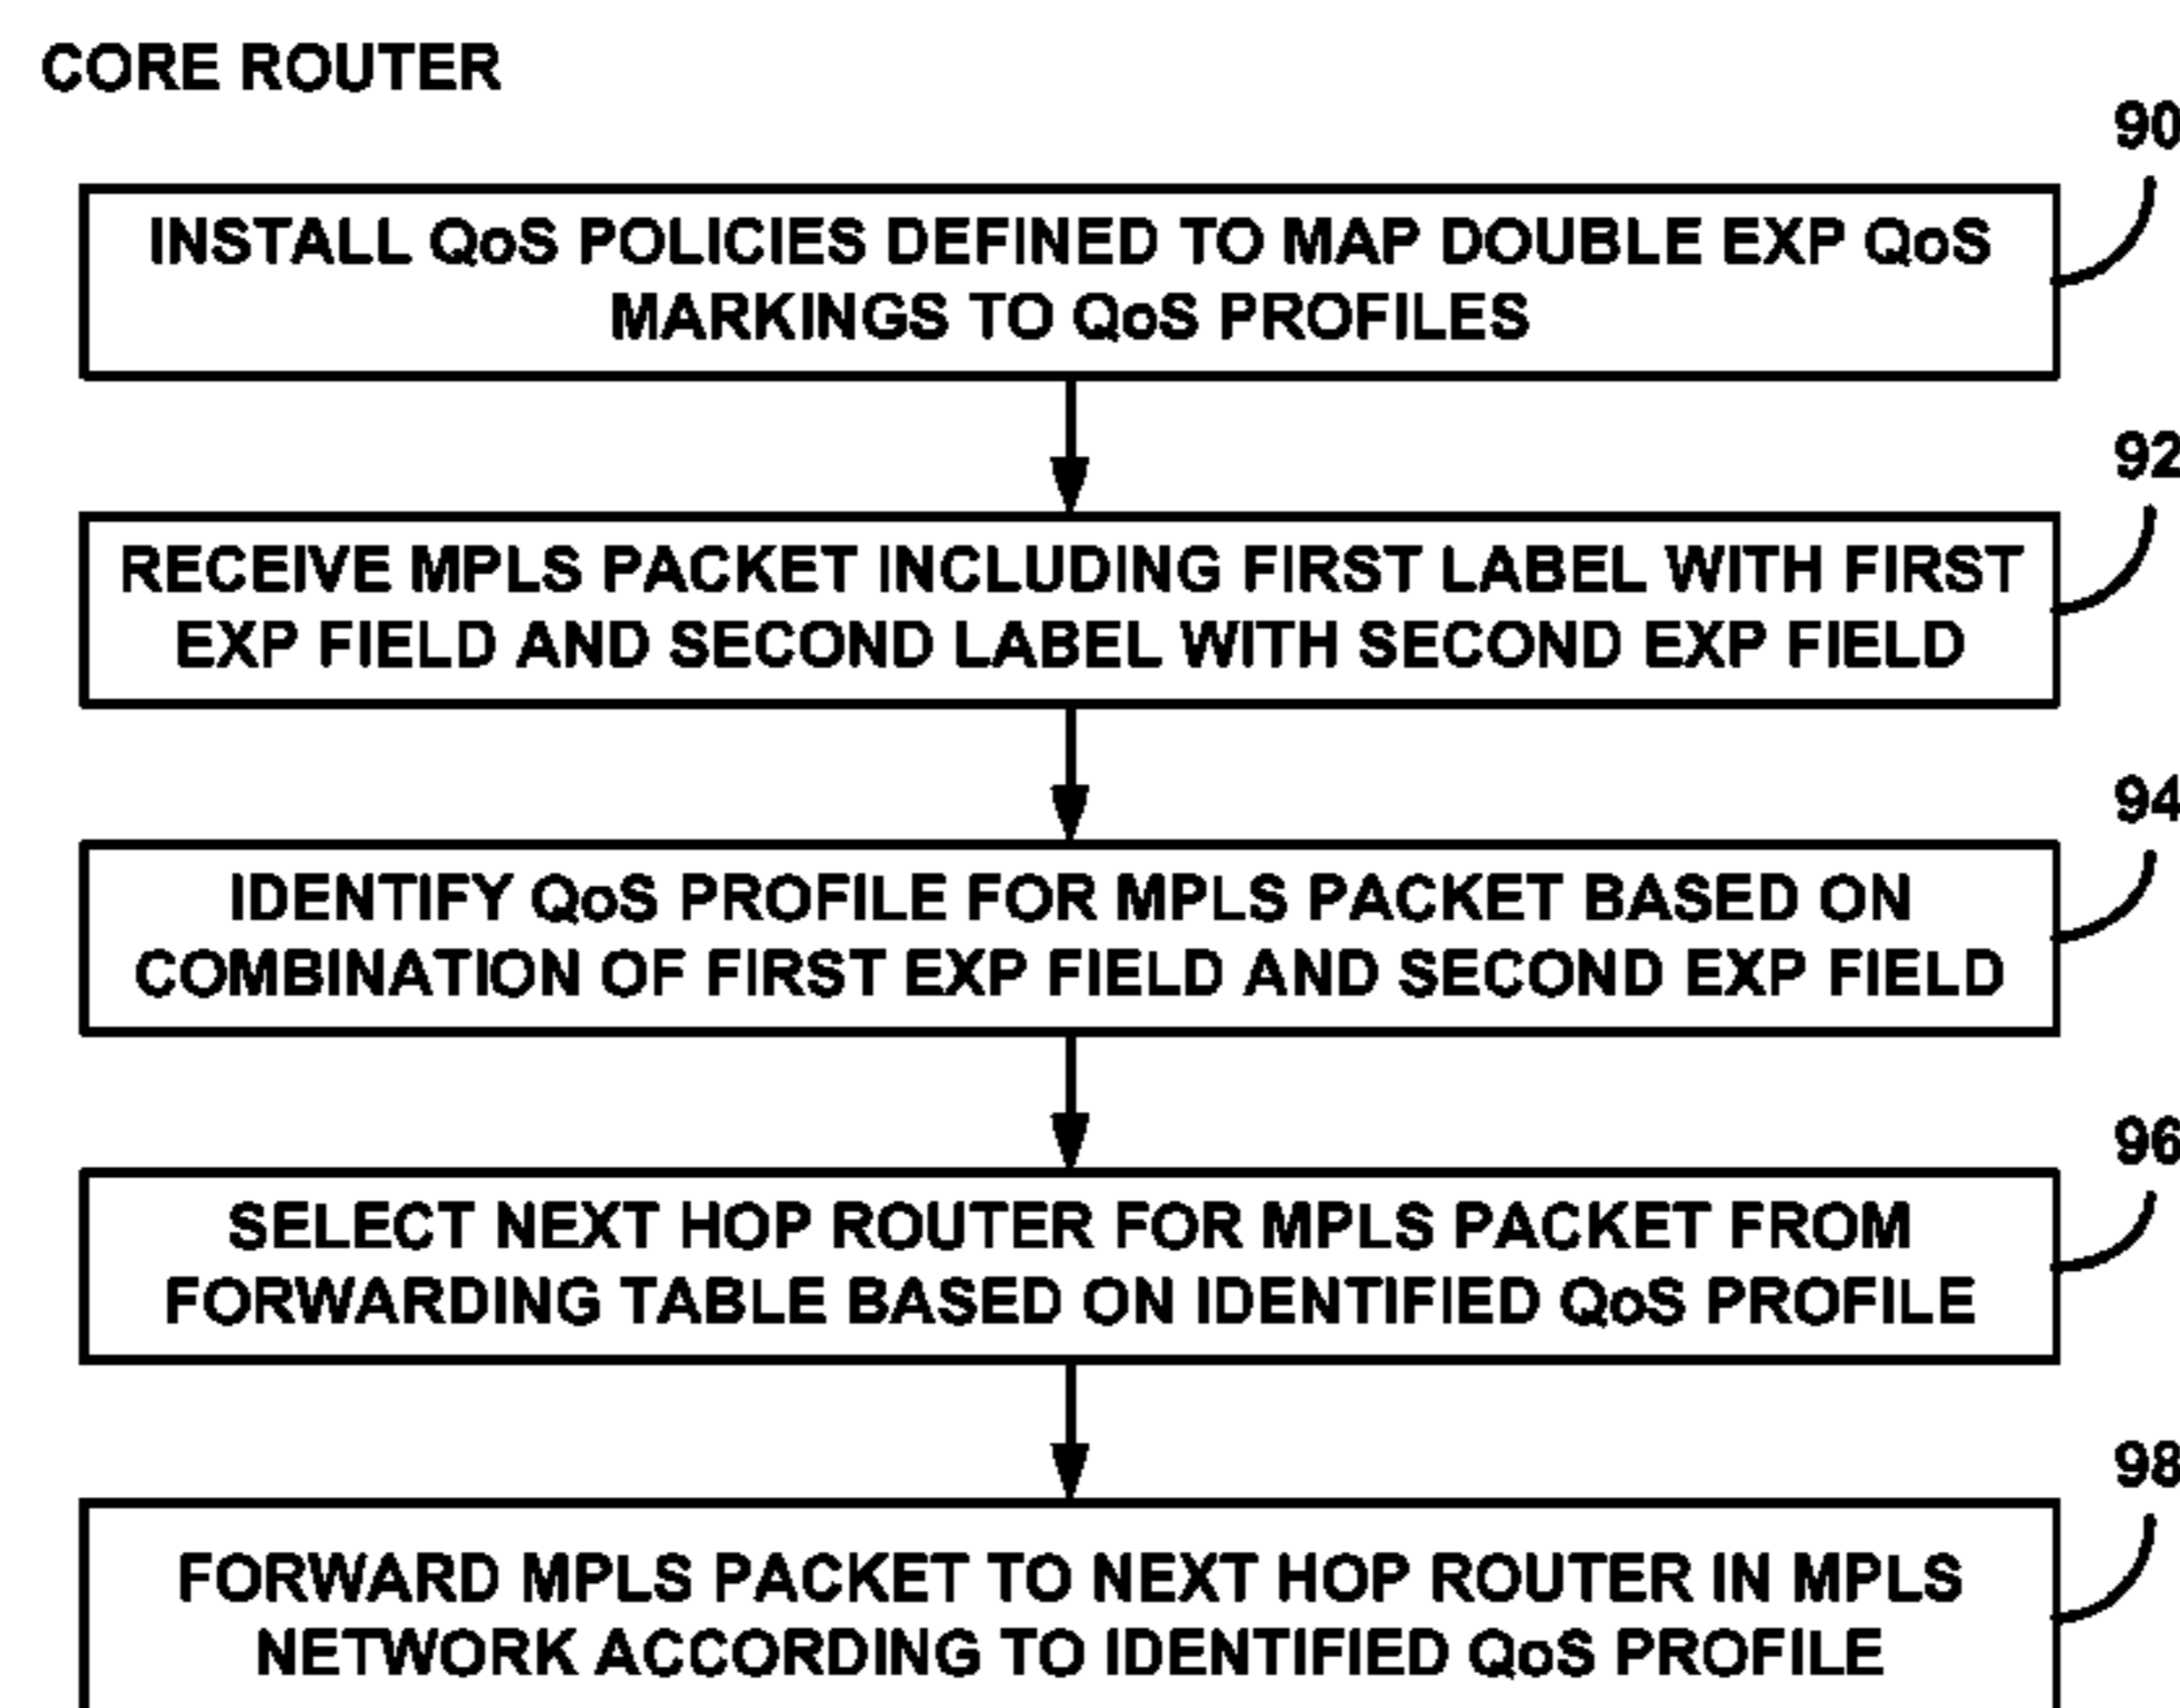 CORE ROUTER
90
INSTALL QoS POLICIES DEFINED TO MAP DOUBLE EXP QoS
MARKINGS TO QoS PROFILES
92
RECEIVE MPLS PACKET INCLUDING FIRST LABEL WITH FIRST
EXP FIELD AND SECOND LABEL WITH SECOND EXP FIELD
94
IDENTIFY QoS PROFILE FOR MPLS PACKET BASED ON
COMBINATION OF FIRST EXP FIELD AND SECOND EXP FIELD
96
SELECT NEXT HOP ROUTER FOR MPLS PACKET FROM
FORWARDING TABLE BASED ON IDENTIFIED QoS PROFILE
98
FORWARD MPLS PACKET TO NEXT HOP ROUTER IN MPLS
NETWORK ACCORDING TO IDENTIFIED QoS PROFILE